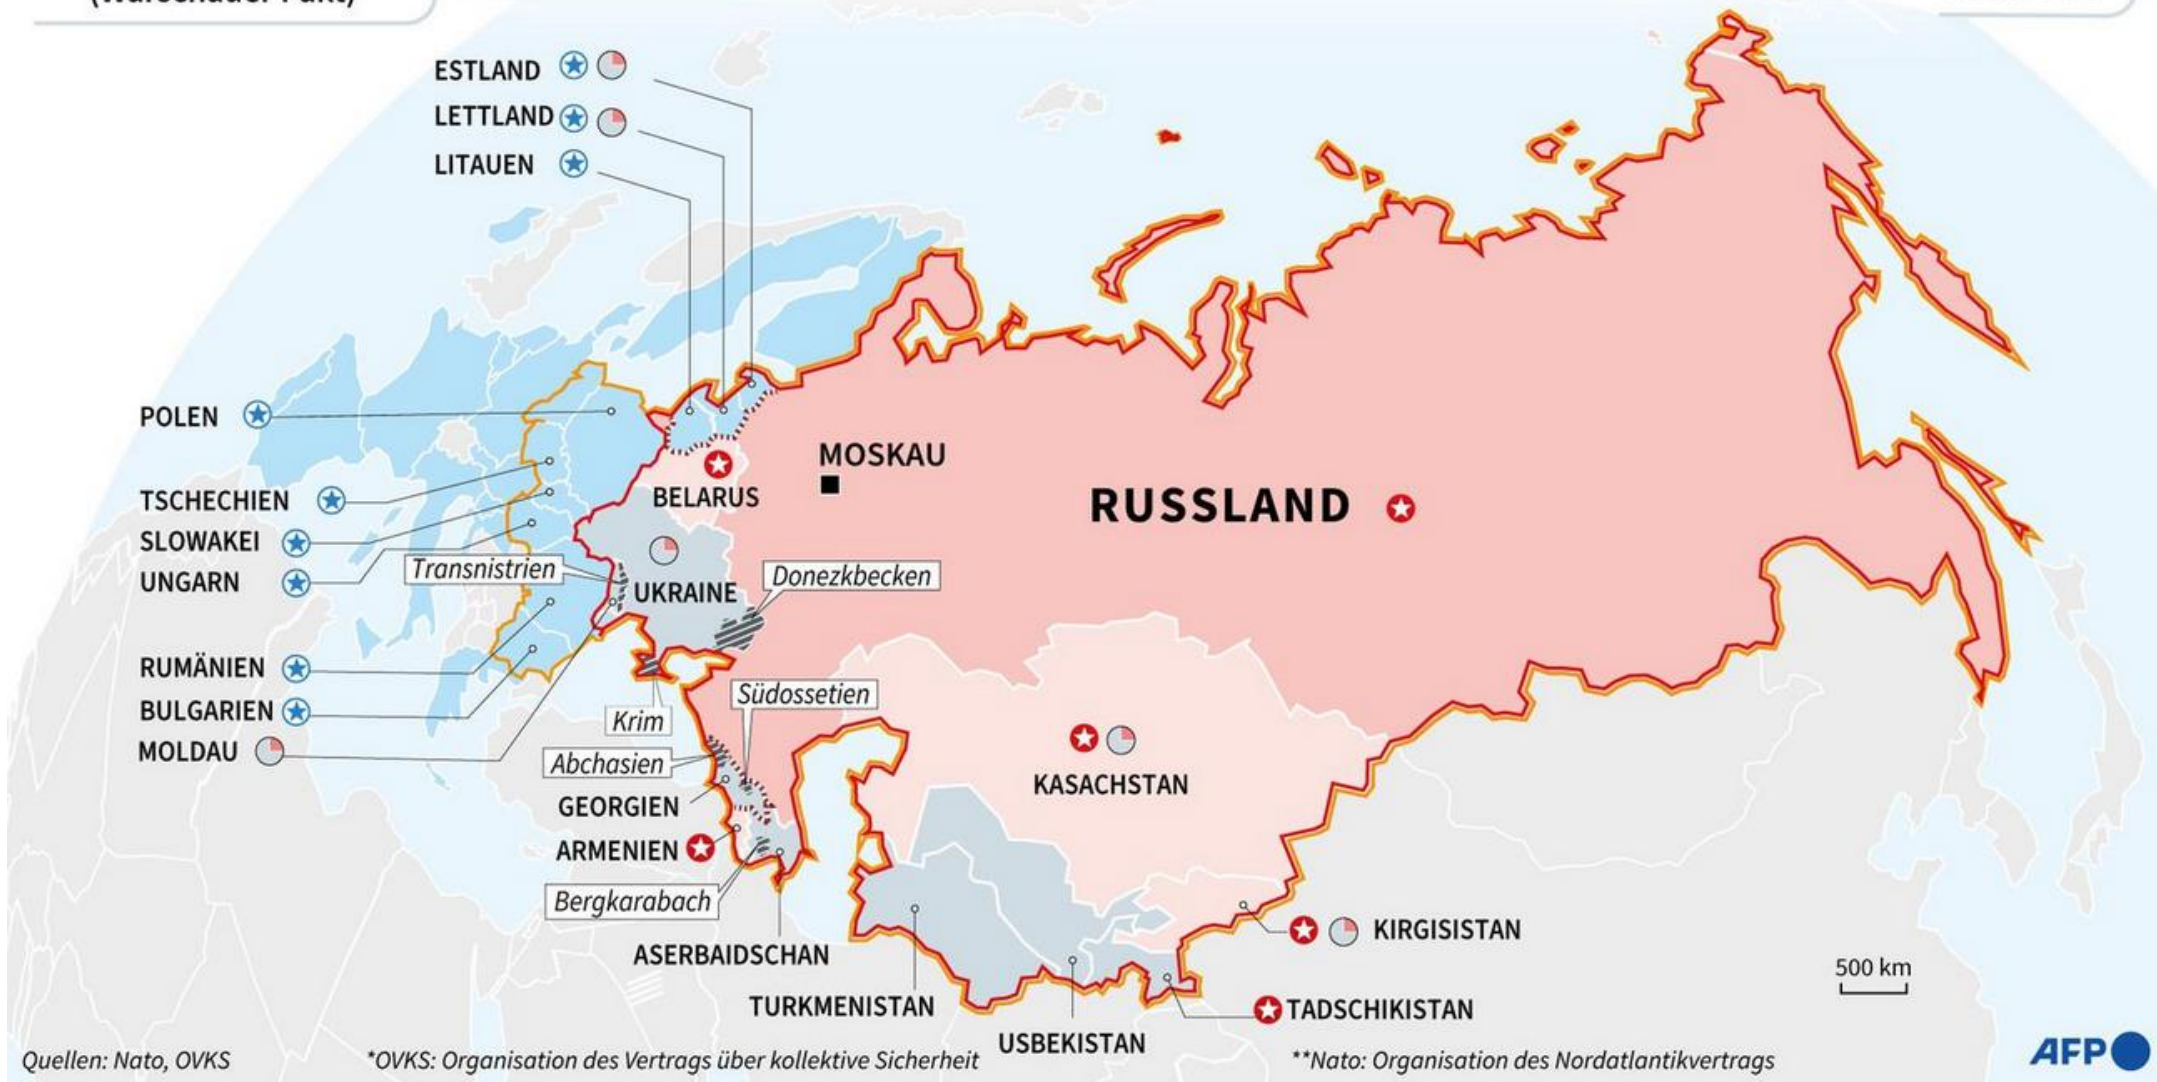 (Warschauer Pakt)
ESTLAND
LETTLAND
LITAUEN
POLEN
MOSKAU
TSCHECHIEN
BELARUS
RUSSLAND
SLOWAKEI
UNGARN
Transnistrien
Donezkbecken
UKRAINE
RUMÄNIEN
Südossetien
BULGARIEN
Krim
MOLDAU
Abchasien
KASACHSTAN
GEORGIEN
ARMENIEN
Bergkarabach
KIRGISISTAN
ASERBAIDSCHAN
500 km
TURKMENISTAN
TADSCHIKISTAN
USBEKISTAN
Quellen: Nato, OVKS
*OVKS: Organisation des Vertrags über kollektive Sicherheit
**Nato: Organisation des Nordatlantikvertrags
AFP